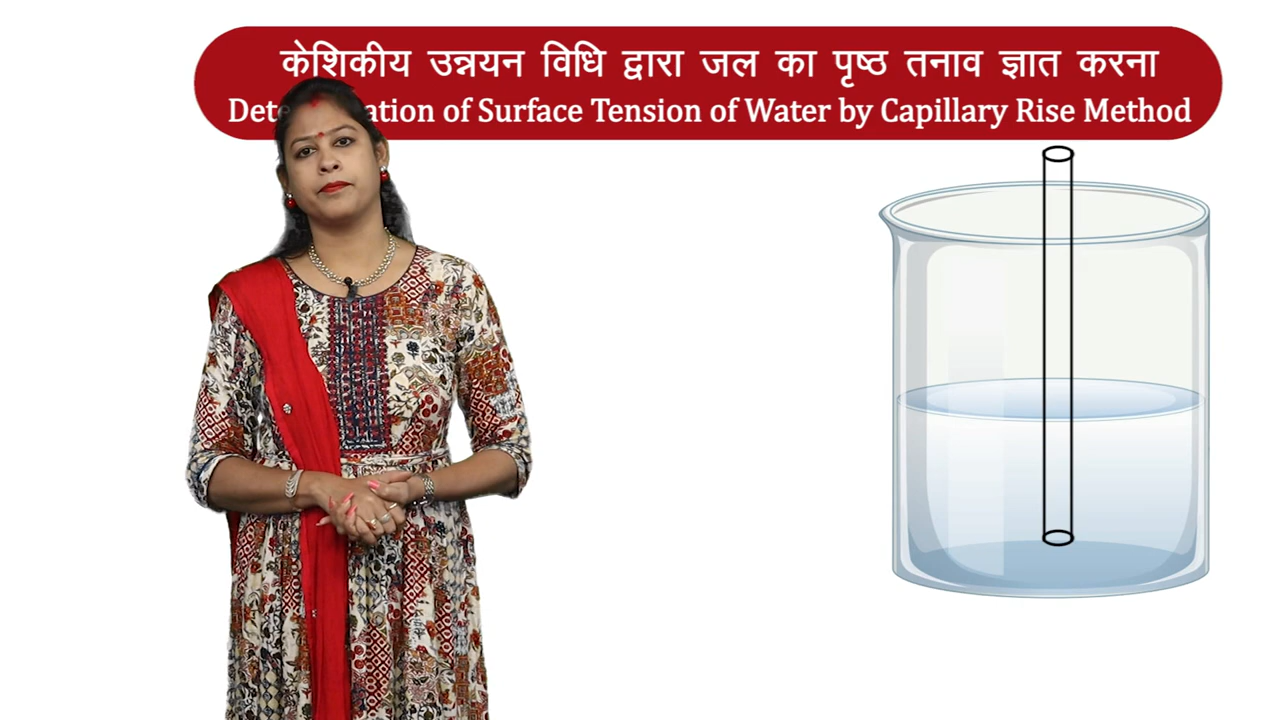 केशिकीय उन्नयन विधि द्वारा जल का पृष्ठ तनाव ज्ञात करना
of Surface Tension of Water by Capillary Rise Method